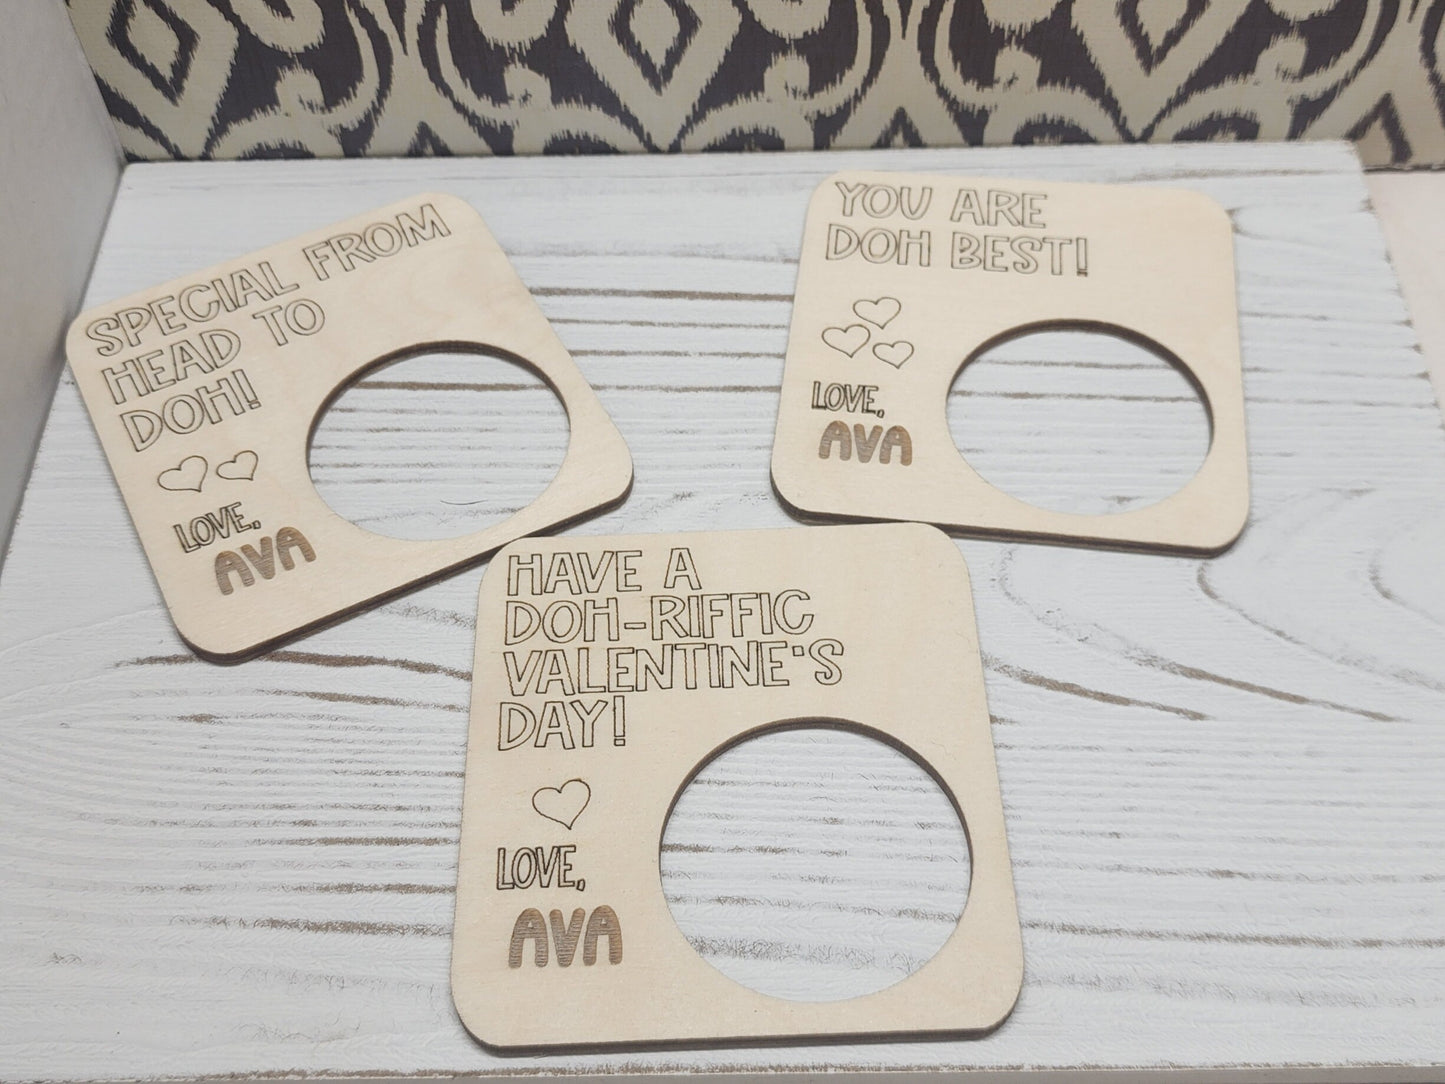 SPECIAL FROM
HEAD TO
DOH!
LOVE,
AVA
YOU ARE
DOH BEST!
LOVE,
AVA
HAVE A
DOH-RIFFIC
VALENTINE'S
DAY!
LOVE,
AVA